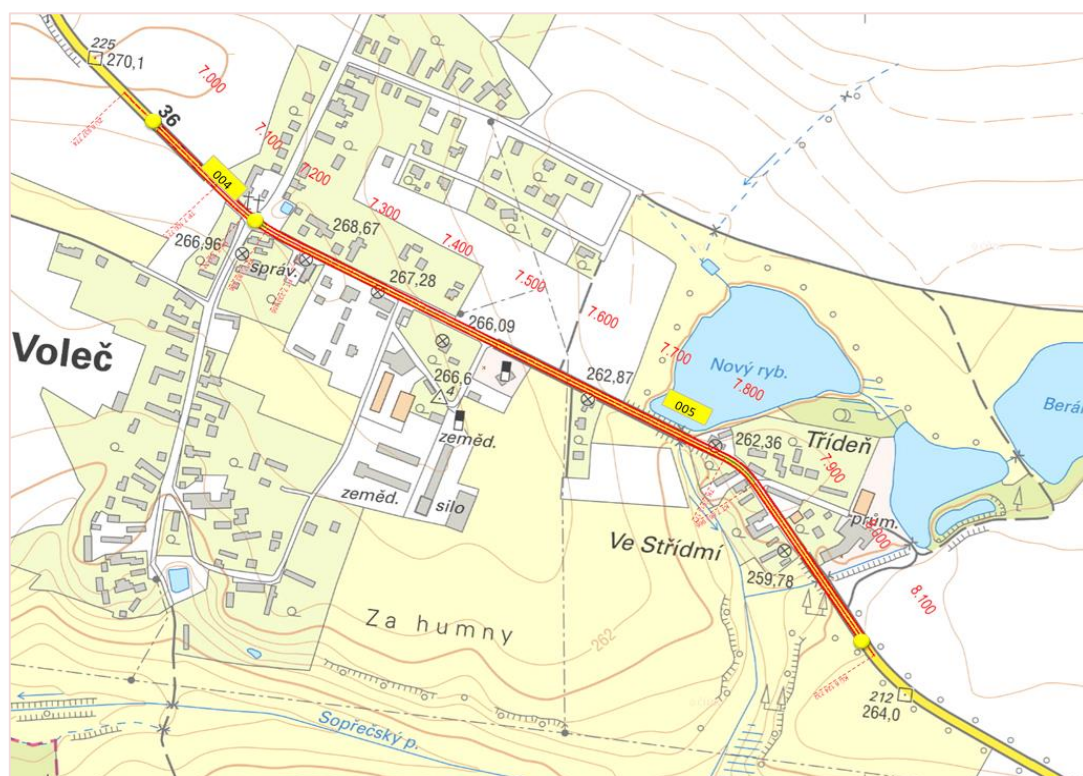 225
270,1
7.000
36
7.100
004
7.200
7.300
268,67
266,96
správ.
7.400
267,28
7.500
266,09
7.600
Voleč
7.700
Nový ryb.
7.800
262,87
266,6
4
005
Berá
zeměd.
262,36
Třídeň
7.900
zeměd.
silo
prům.
Ve Střídmí
259,78
8.100
Za humny
262
212
264,0
Sopřečský p.